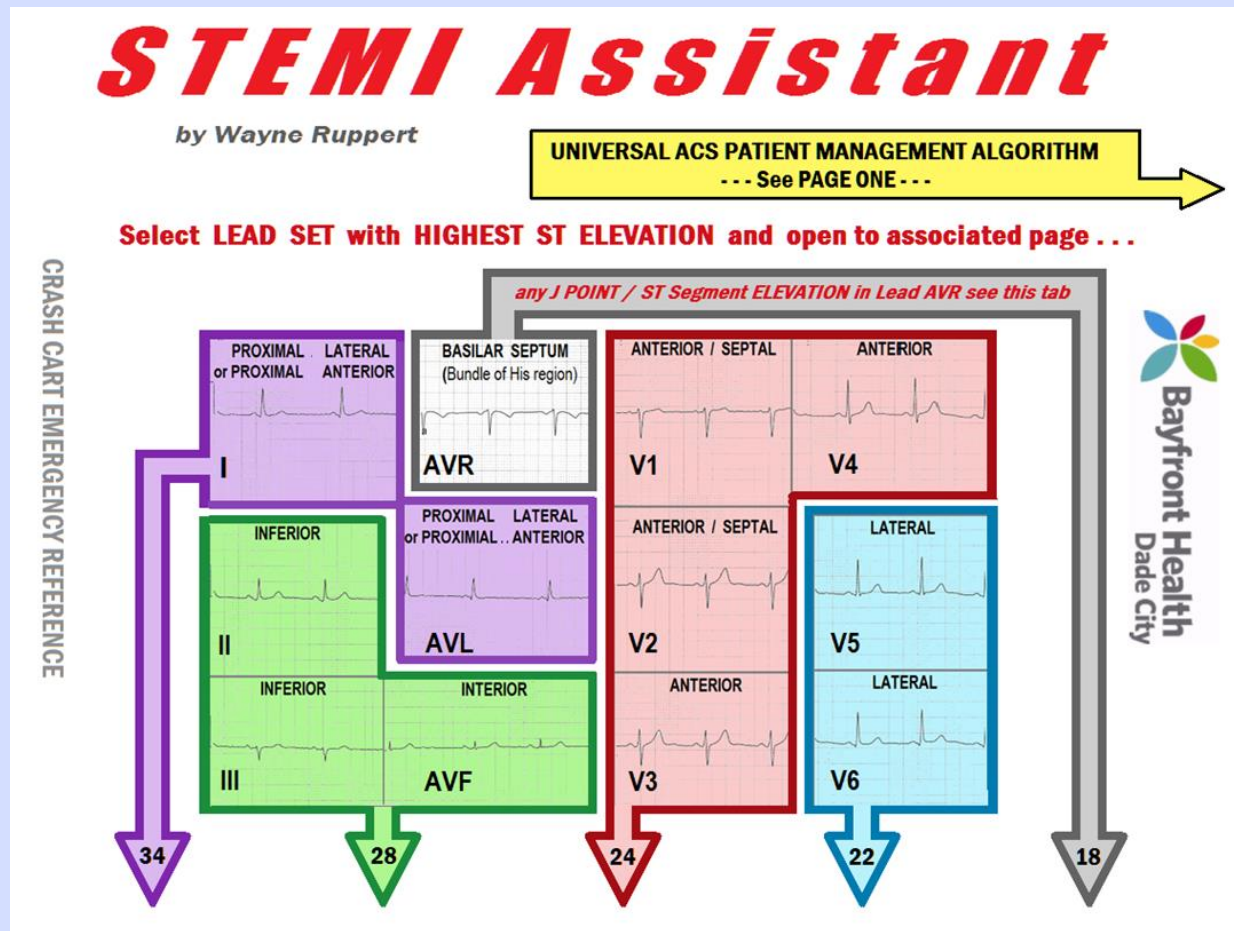 STEMI Assistant
by Wayne Ruppert
UNIVERSAL ACS PATIENT MANAGEMENT ALGORITHM
- - - See PAGE ONE - - -
Select LEAD SET with HIGHEST ST ELEVATION and open to associated page . . .
CRASH CART EMERGENCY REFERENCE
any J POINT / ST Segment ELEVATION in Lead AVR see this tab
PROXIMAL . LATERAL
or PROXIMAL ANTERIOR
I
BASILAR SEPTUM
(Bundle of His region)
AVR
ANTERIOR / SEPTAL
V1
ANTERIOR
V4
INFERIOR
II
PROXIMAL LATERAL
or PROXIMIAL . . ANTERIOR
AVL
ANTERIOR / SEPTAL
V2
LATERAL
V5
INFERIOR
III
INTERIOR
AVF
ANTERIOR
V3
LATERAL
V6
34
28
24
22
18
Bayfront Health
Dade City